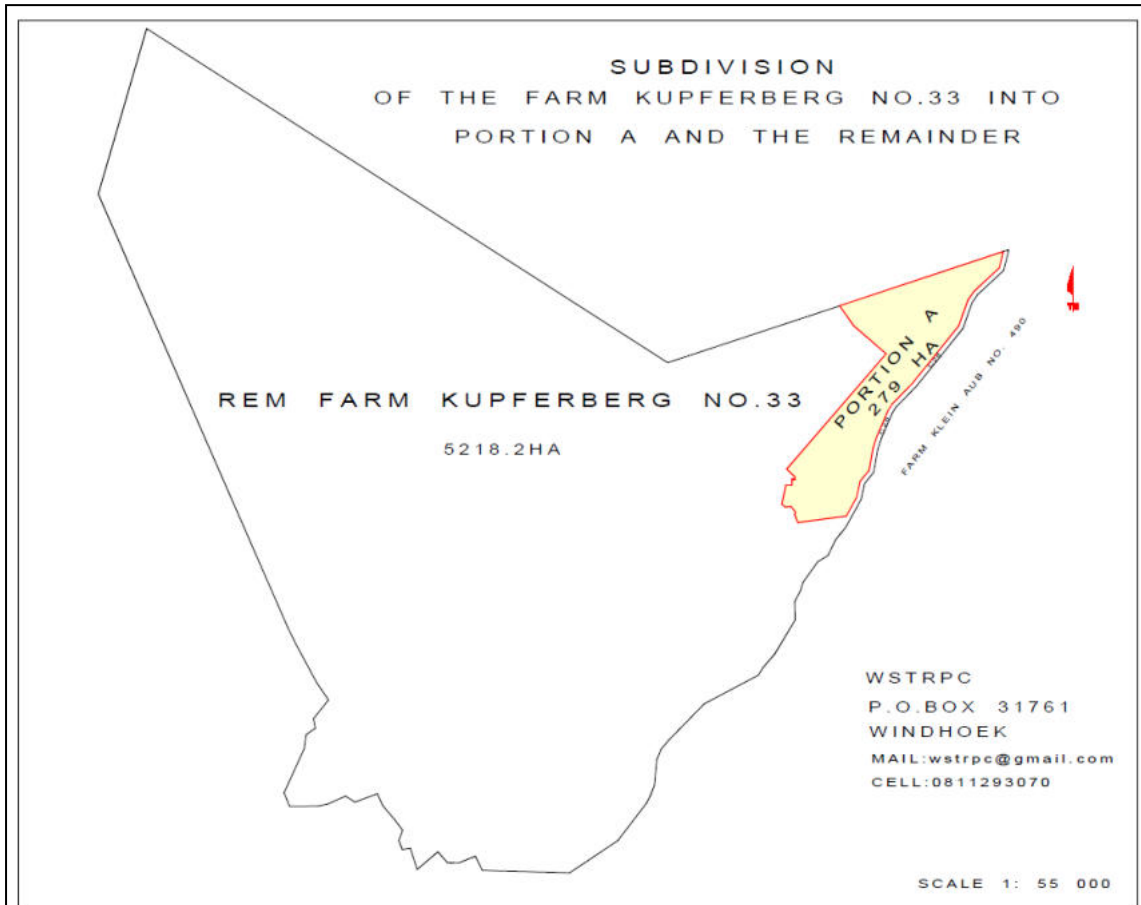 SUBDIVISION
OF THE FARM KUPFERBERG NO.33 INTO
PORTION A AND THE REMAINDER
PORTION A
279 HA
FARM KLEIN AUB NO. 490
REM FARM KUPFERBERG NO.33
5218.2HA
WSTRPC
P.O.BOX 31761
WINDHOEK
MAIL:wstrpc@gmail.com
CELL:0811293070
SCALE 1: 55 000